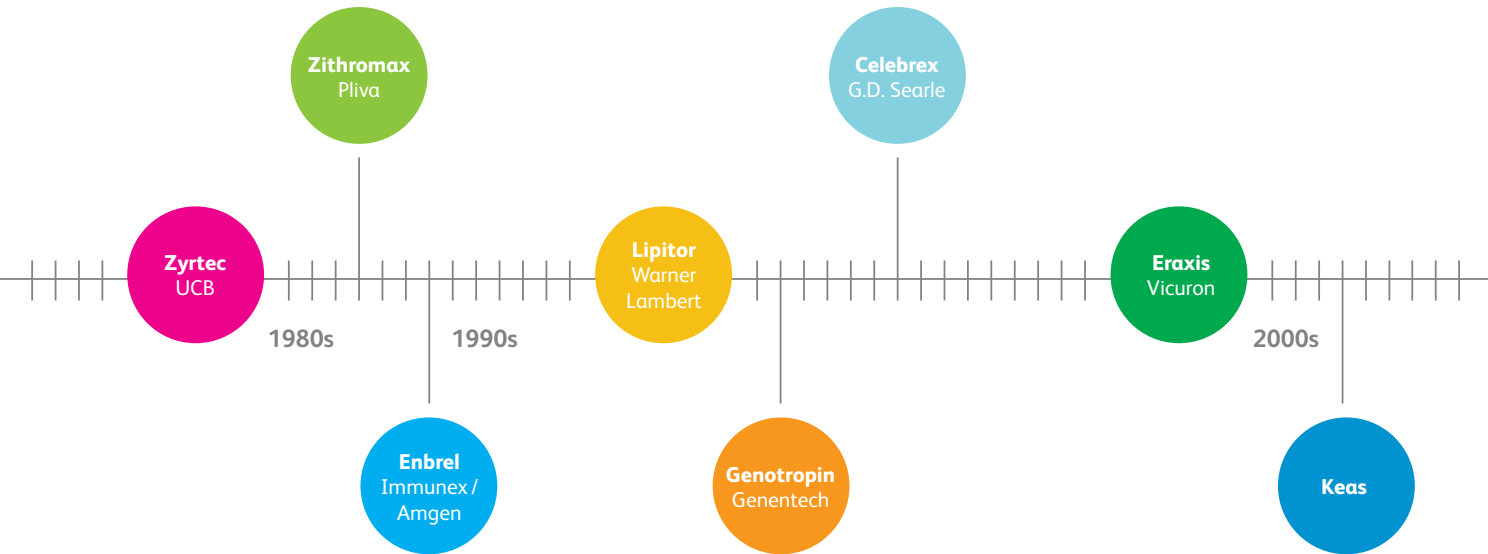 Zithromax
Pliva
Celebrex
G.D. Searle
Zyrtec
UCB
Lipitor
Warner
Lambert
Eraxis
Vicuron
1980s
1990s
2000s
Enbrel
Immunex /
Amgen
Genotropin
Genentech
Keas